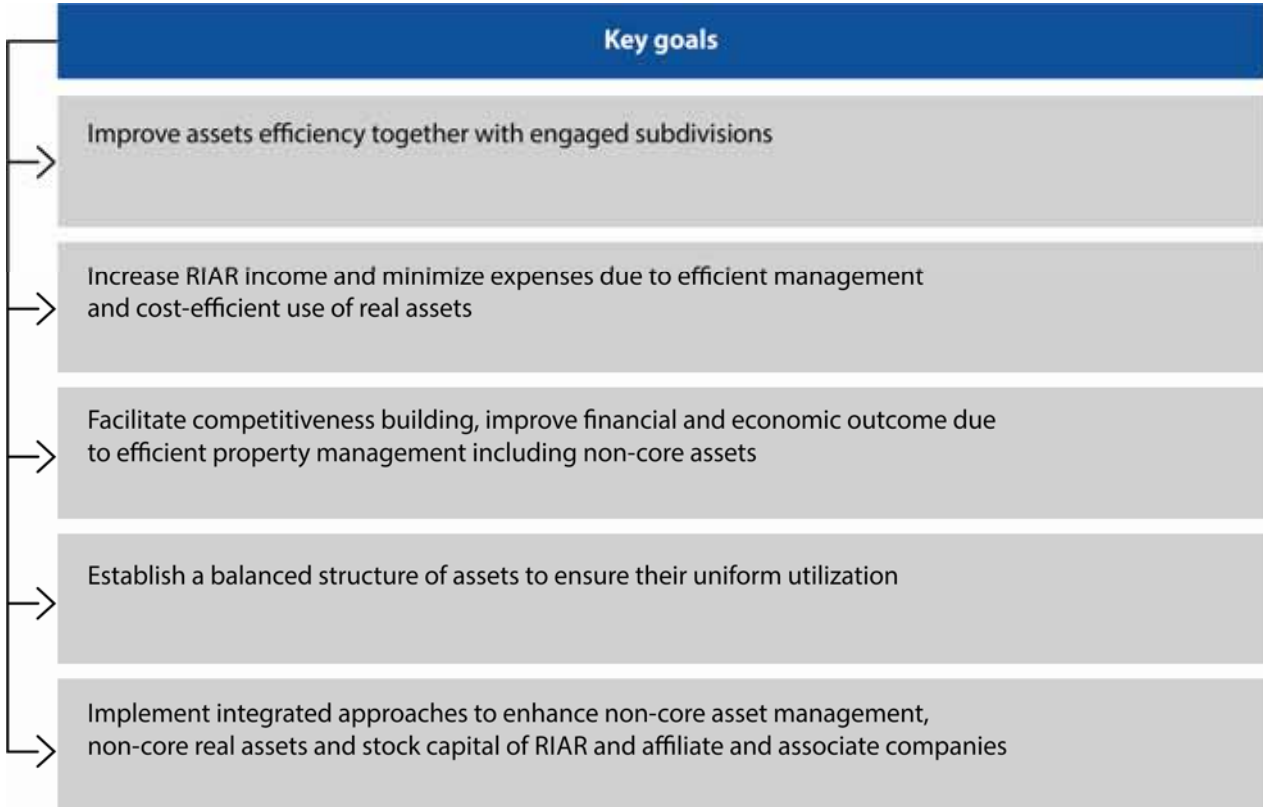 Key goals
Improve assets efficiency together with engaged subdivisions
Increase RIAR income and minimize expenses due to efficient management
and cost-efficient use of real assets
Facilitate competitiveness building, improve financial and economic outcome due
to efficient property management including non-core assets
Establish a balanced structure of assets to ensure their uniform utilization
Implement integrated approaches to enhance non-core asset management,
non-core real assets and stock capital of RIAR and affiliate and associate companies